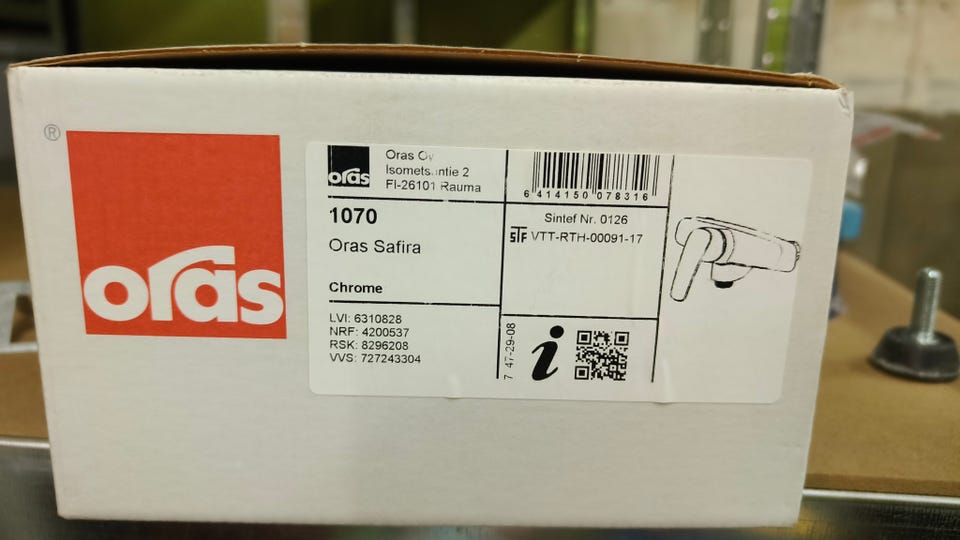 ®
oras
oras
Oras Oy
Isometsäntie 2
FI-26101 Rauma
1070
Oras Safira
Chrome
LVI: 6310828
NRF: 4200537
RSK: 8296208
VVS: 727243304
6 414150 078316
Sintef Nr. 0126
STF VTT-RTH-00091-17
47-29-08
i